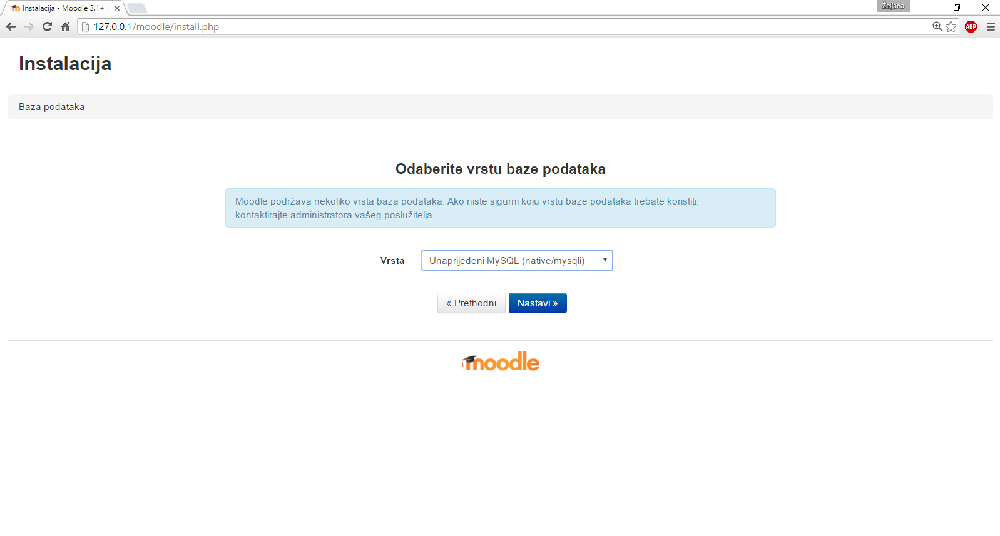 Instalacija - Moodle 3.1+
Željana
127.0.0.1/moodle/install.php
ABP
Instalacija
Baza podataka
Odaberite vrstu baze podataka
Moodle podržava nekoliko vrsta baza podataka. Ako niste sigurni koju vrstu baze podataka trebate koristiti,
kontaktirajte administratora vašeg poslužitelja.
Vrsta
Unaprijeđeni MySQL (native/mysqli)
« Prethodni
Nastavi »
moodle